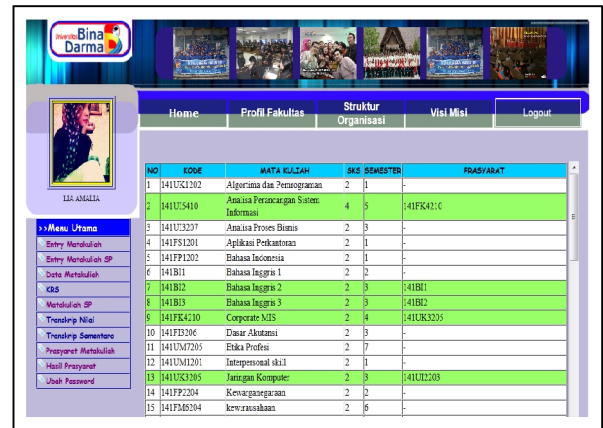 Universitas Bina Darma
Home Profil Fakultas Struktur Organisasi Visi Misi Logout
LIA AMALIA
>>Menu Utama
Entry Matakuliah
Entry Matakuliah SP
Data Matakuliah
KRS
Matakuliah SP
Transkrip Nilai
Transkrip Sementara
Prasyaret Matakuliah
Hasil Prasyarat
Ubah Password
NO KODE MATA KULIAH SKS SEMESTER PRASYARAT
1 141UK1202 Algortima dan Pemrograman 2 1 -
2 141UI5410 Analisa Perancangan Sistem Informasi 4 5 141FK4210
3 141UI3207 Analisa Proses Bisnis 2 3 -
4 141FS1201 Aplikasi Perkantoran 2 1 -
5 141FP1202 Bahasa Indonesia 2 1 -
6 141BI1 Bahasa Inggris 1 2 2 -
7 141BI2 Bahasa Inggris 2 2 3 141BI1
8 141BI3 Bahasa Inggris 3 2 3 141BI2
9 141FK4210 Corporate MIS 2 4 141UK3205
10 141FI3206 Dasar Akutansi 2 3 -
11 141UM7205 Etika Profesi 2 7 -
12 141UM1201 Interpersonal skill 2 1 -
13 141UK3205 Jaringan Komputer 2 3 141UI2203
14 141FP2204 Kewarganegaraan 2 2 -
15 141FM6204 kewirausahaan 2 6 -